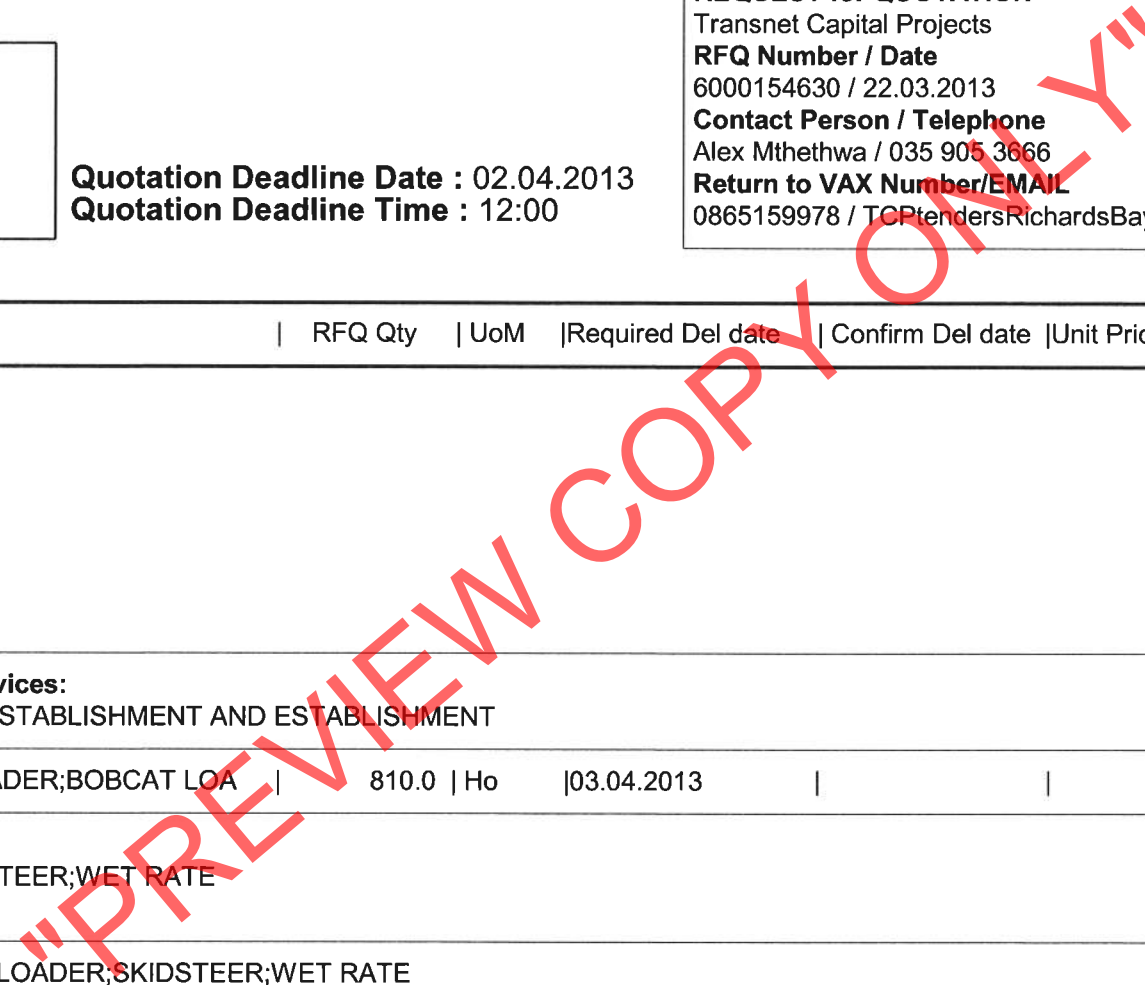 Transnet Capital Projects
RFQ Number / Date
6000154630 / 22.03.2013
Contact Person / Telephone
Alex Mthethwa / 035 905 3666
Quotation Deadline Date : 02.04.2013
Return to VAX Number/EMAIL
Quotation Deadline Time : 12:00
0865159978 / TCPtendersRichardsBay
| RFQ Qty | UoM |Required Del date | Confirm Del date |Unit Pric
vices:
STABLISHMENT AND ESTABLISHMENT
ADER;BOBCAT LOA | 810.0 | Ho |03.04.2013 | |
TEER;WET RATE
LOADER;SKIDSTEER;WET RATE
"PREVIEW COPY ONLY"